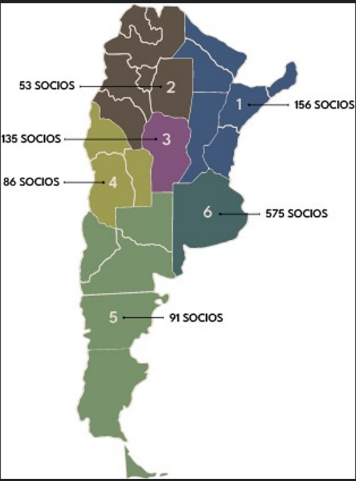 53 SOCIOS
2
1
156 SOCIOS
135 SOCIOS
3
86 SOCIOS
4
6
575 SOCIOS
5
91 SOCIOS